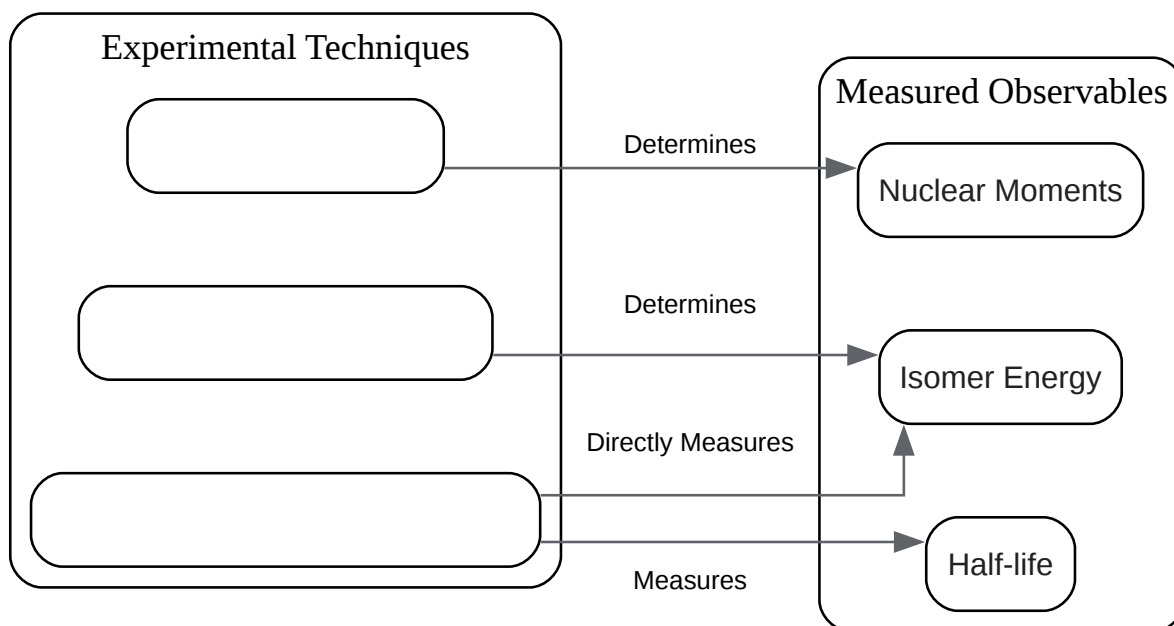 Experimental Techniques
Measured Observables
Determines
Nuclear Moments
Determines
Isomer Energy
Directly Measures
Half-life
Measures